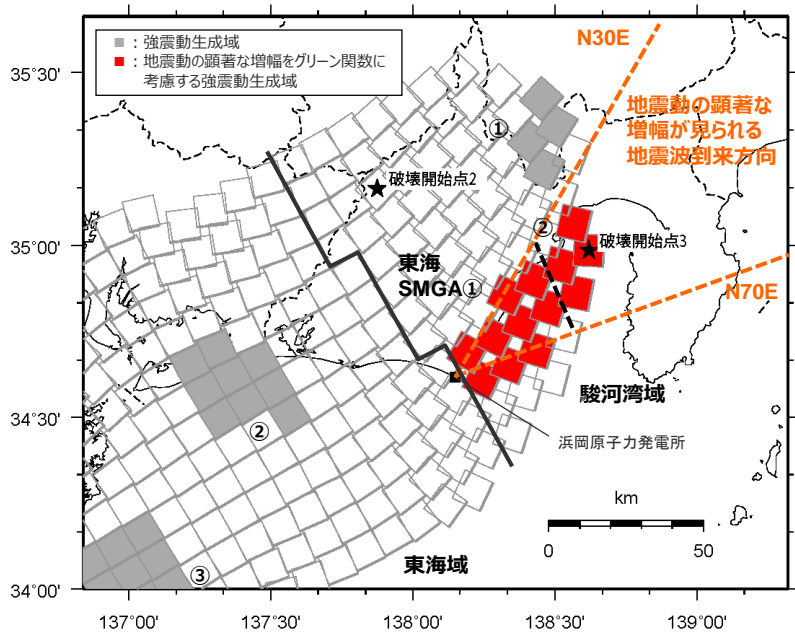 ■：強震動生成域
■：地震動の顕著な増幅をグリーン関数に
考慮する強震動生成域
N30E
地震動の顕著な
増幅が見られる
地震波到来方向
35°30'
①
★破壊開始点2
②
35°00'
★破壊開始点3
東海
SMGA①
N70E
駿河湾域
34°30'
②
浜岡原子力発電所
km
0
50
③
東海域
34°00'
137°00'
137°30'
138°00'
138°30'
139°00'